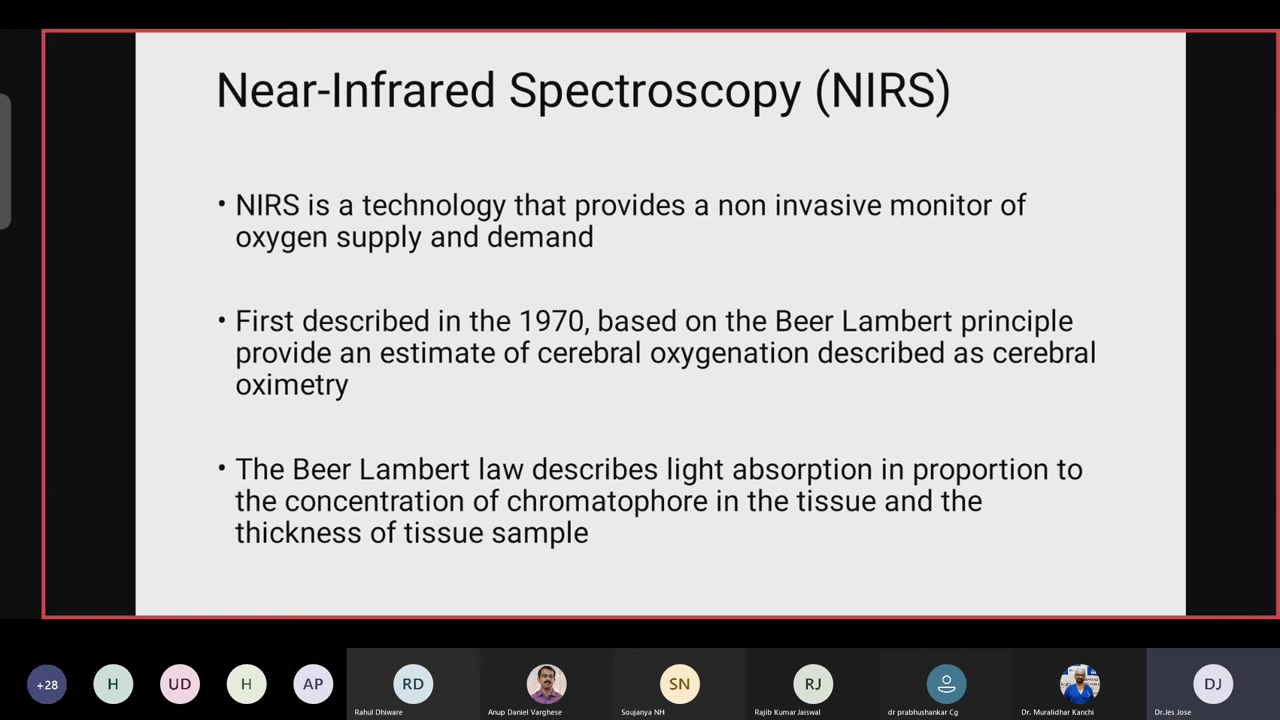 Near-Infrared Spectroscopy (NIRS)
• NIRS is a technology that provides a non invasive monitor of
oxygen supply and demand
• First described in the 1970, based on the Beer Lambert principle
provide an estimate of cerebral oxygenation described as cerebral
oximetry
• The Beer Lambert law describes light absorption in proportion to
the concentration of chromatophore in the tissue and the
thickness of tissue sample
+28 H UD H AP RD SN RJ DJ
Rahul Dhiware Anup Daniel Varghese Soujanya NH Rajib Kumar Jaiswal dr prabhushankar Cg Dr. Muralidhar Kanchi Dr.Jes Jose